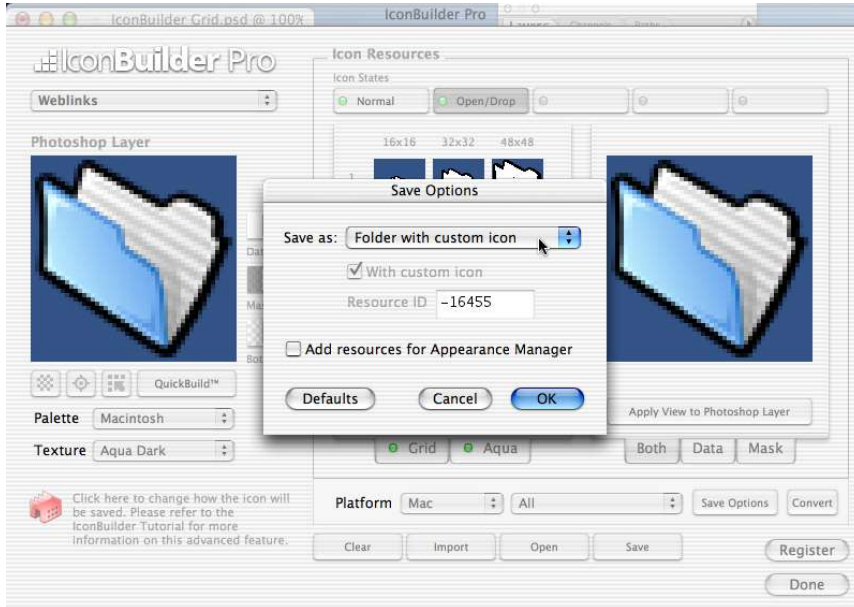 IconBuilder Grid.psd @ 100%
IconBuilder Pro
Layers
Channels
Paths
IconBuilder Pro
Weblinks
Photoshop Layer
QuickBuild™
Palette Macintosh
Texture Aqua Dark
Click here to change how the icon will
be saved. Please refer to the
IconBuilder Tutorial for more
information on this advanced feature.
Icon Resources
Icon States
Normal
Open/Drop
16x16 32x32 48x48
1
Save Options
Save as: Folder with custom icon
With custom icon
Resource ID -16455
Add resources for Appearance Manager
Defaults
Cancel
OK
Apply View to Photoshop Layer
Grid
Aqua
Both
Data
Mask
Platform Mac
All
Save Options
Convert
Clear
Import
Open
Save
Register
Done